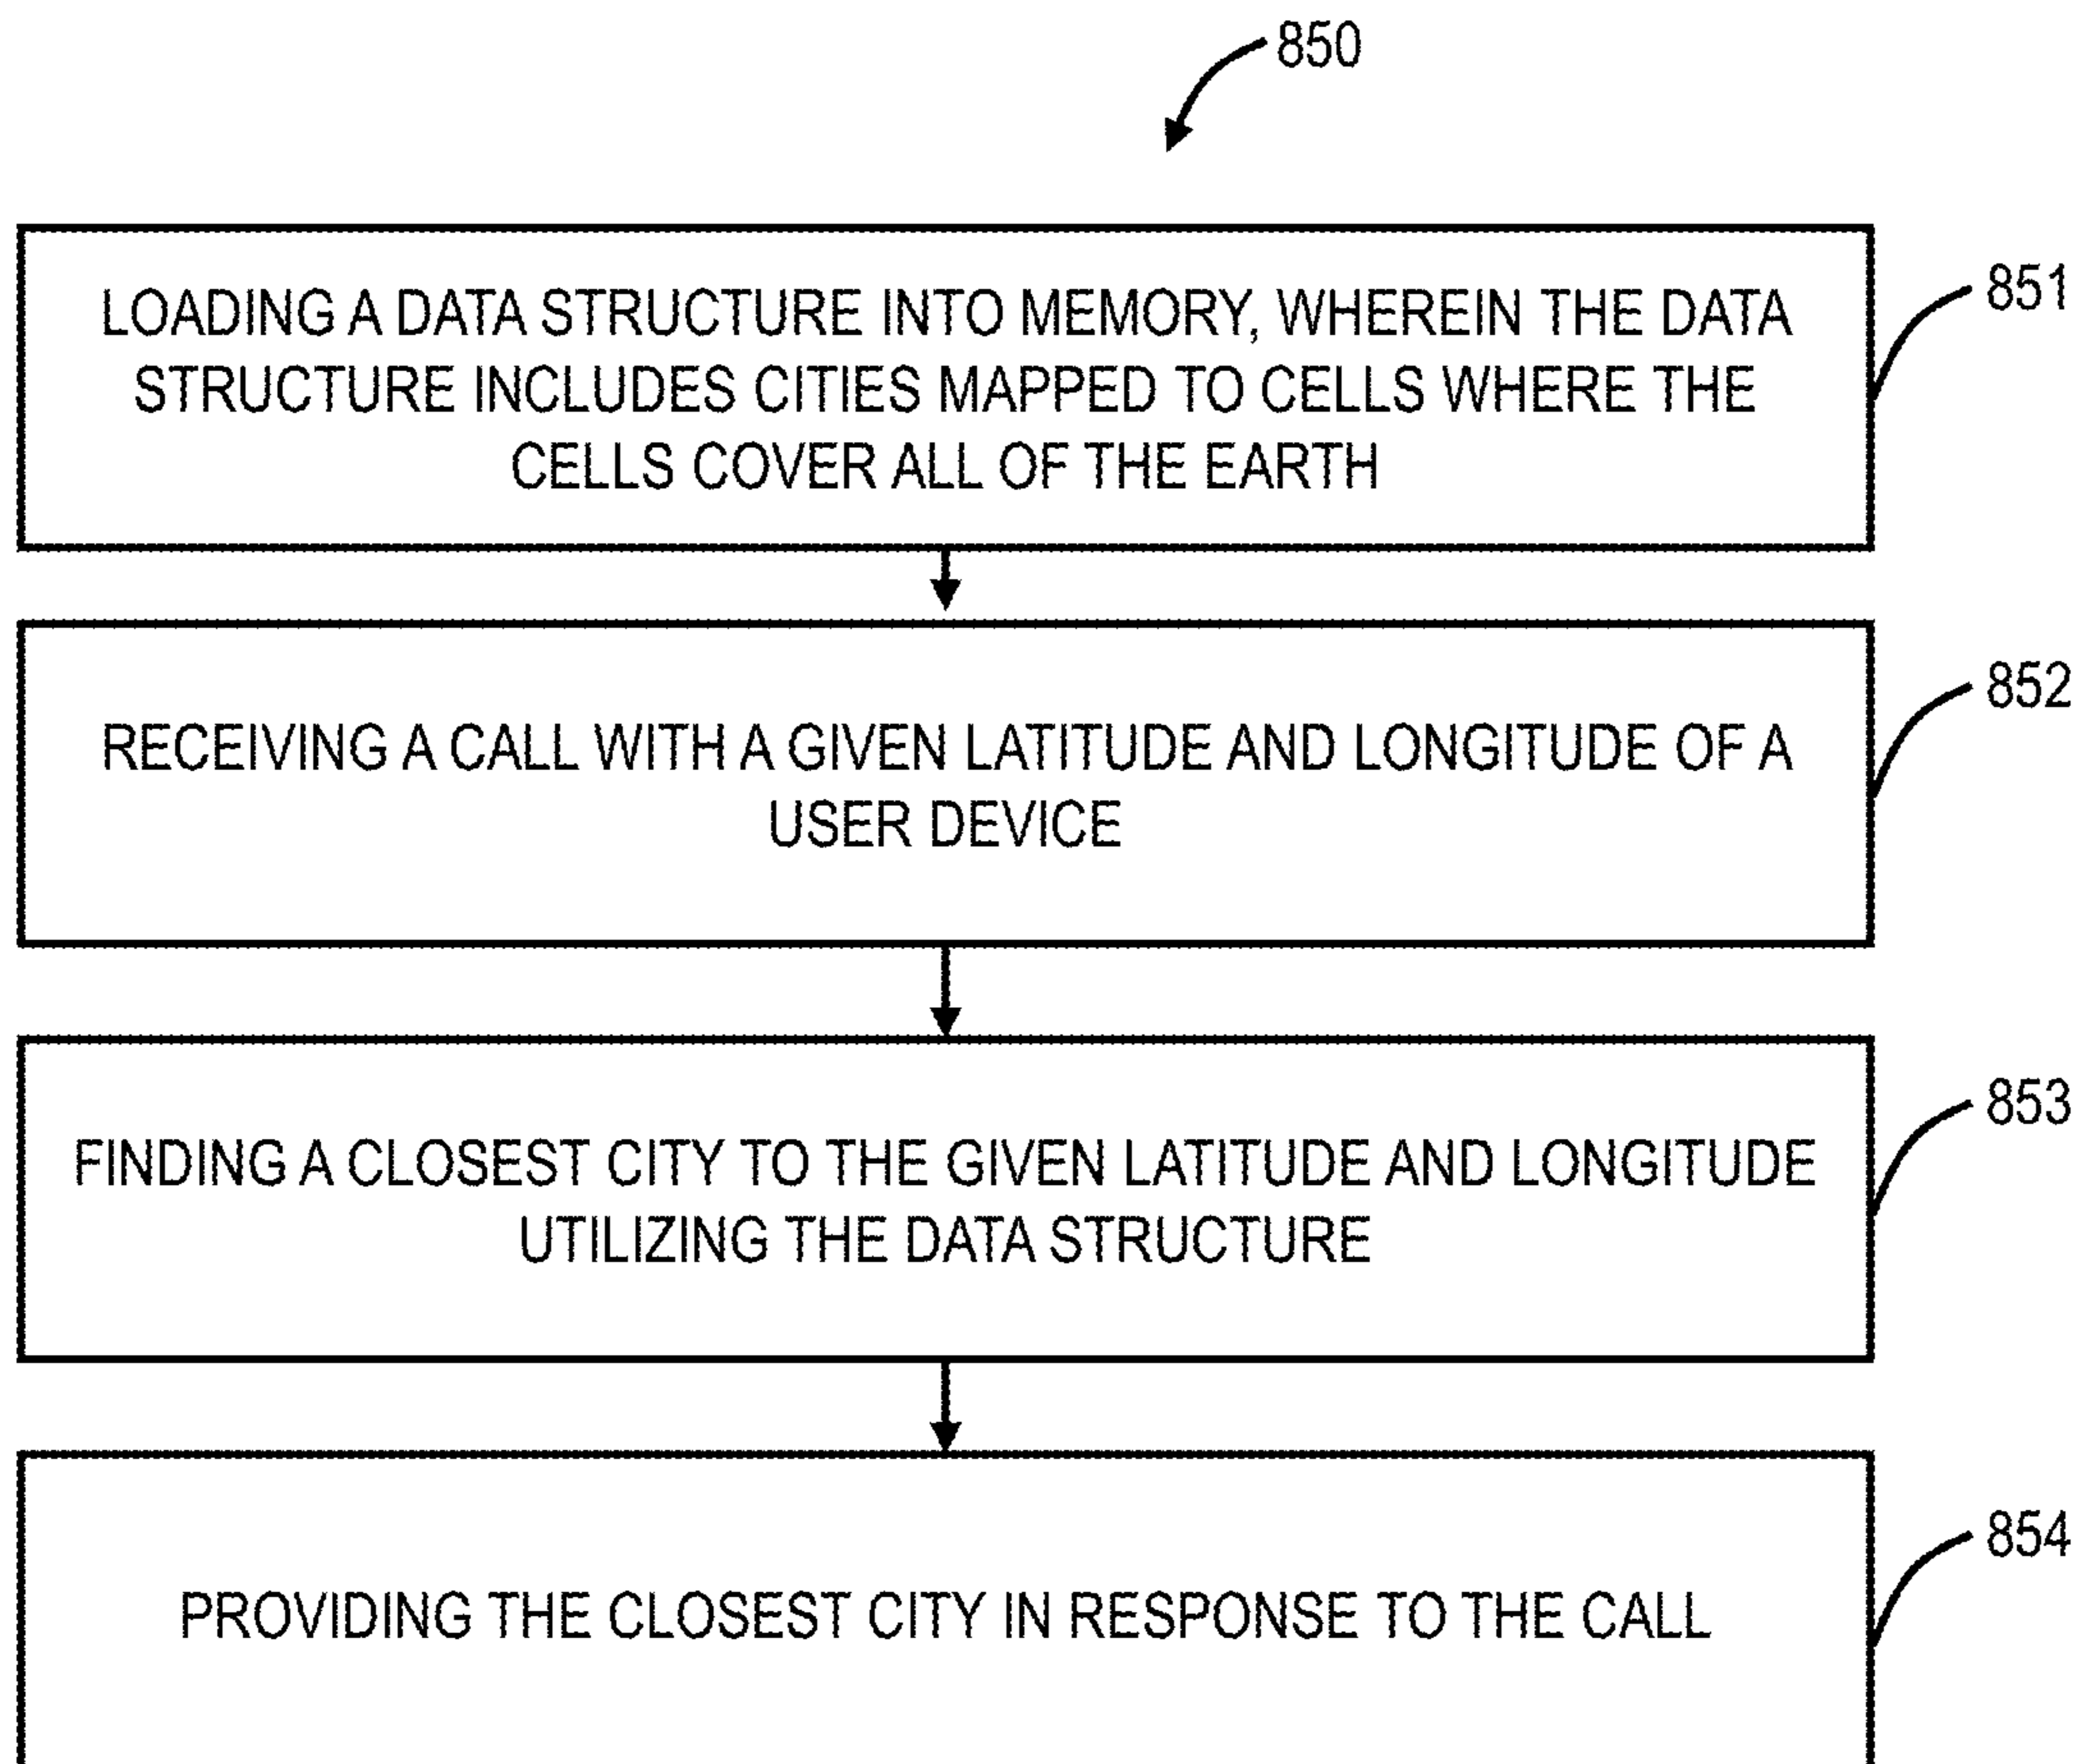 850
LOADING A DATA STRUCTURE INTO MEMORY, WHEREIN THE DATA
STRUCTURE INCLUDES CITIES MAPPED TO CELLS WHERE THE
CELLS COVER ALL OF THE EARTH
851
RECEIVING A CALL WITH A GIVEN LATITUDE AND LONGITUDE OF A
USER DEVICE
852
FINDING A CLOSEST CITY TO THE GIVEN LATITUDE AND LONGITUDE
UTILIZING THE DATA STRUCTURE
853
PROVIDING THE CLOSEST CITY IN RESPONSE TO THE CALL
854